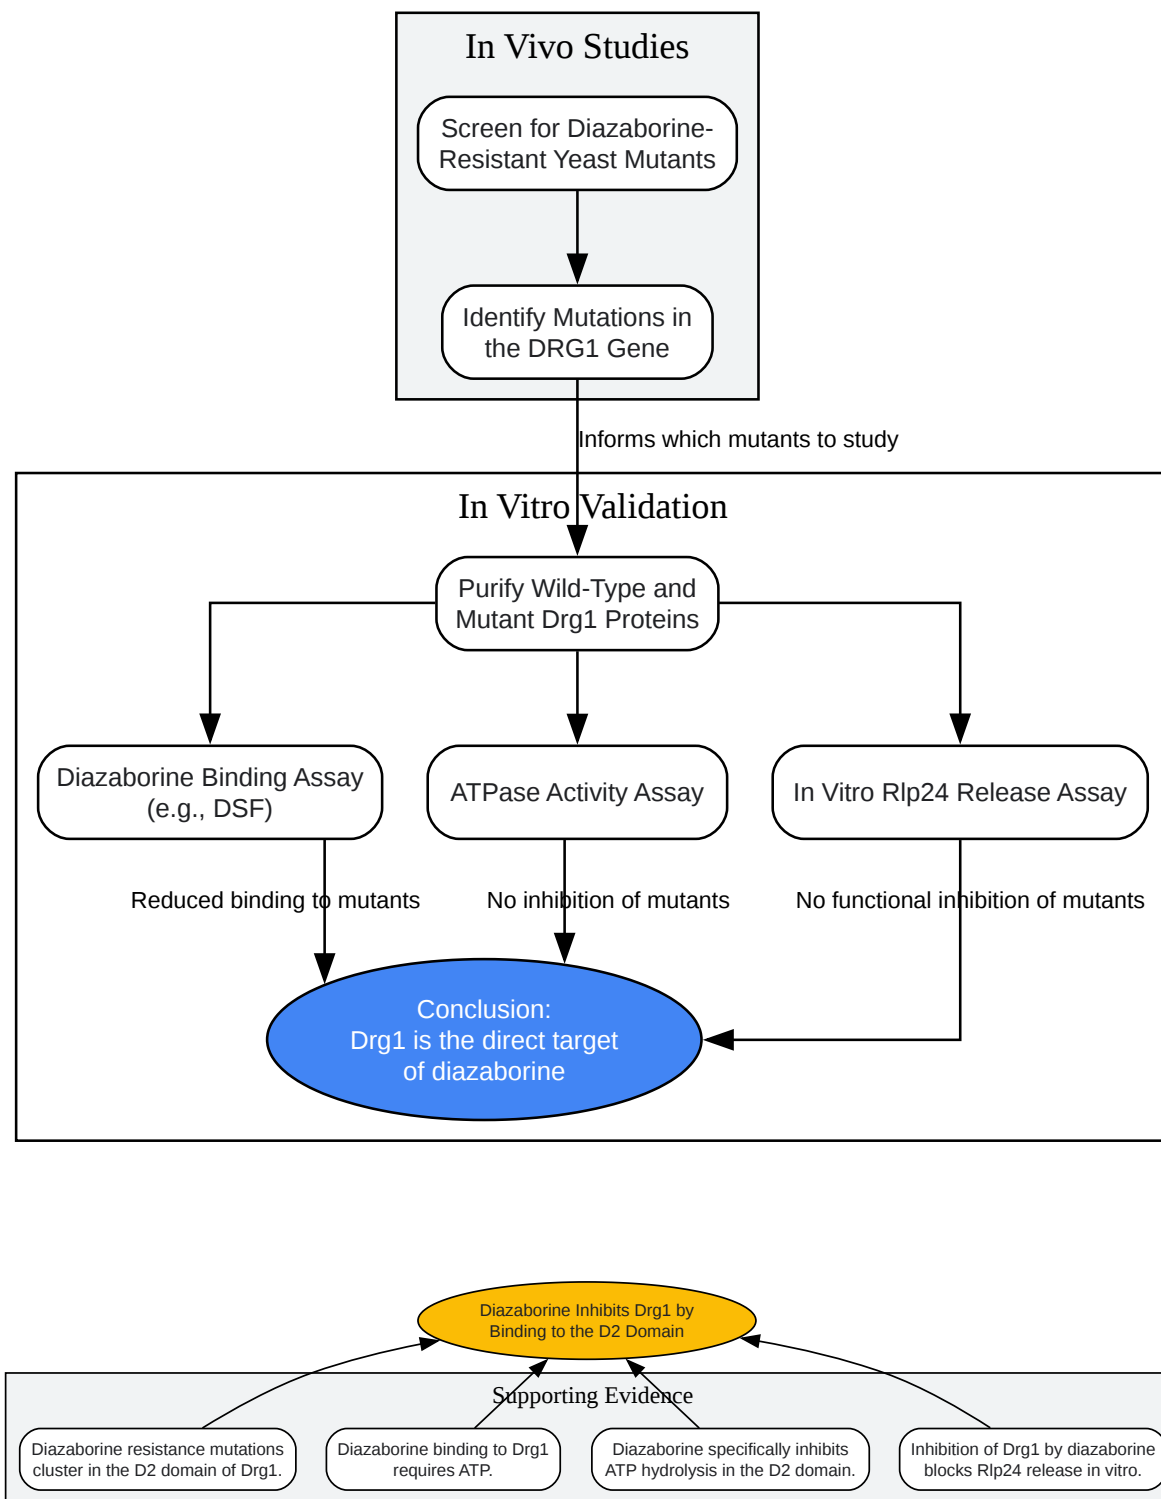 In Vivo Studies
Screen for Diazaborine-
Resistant Yeast Mutants
Identify Mutations in
the DRG1 Gene
Informs which mutants to study
In Vitro Validation
Purify Wild-Type and
Mutant Drg1 Proteins
Diazaborine Binding Assay
(e.g., DSF)
ATPase Activity Assay
In Vitro Rlp24 Release Assay
Reduced binding to mutants
No inhibition of mutants
No functional inhibition of mutants
Conclusion:
Drg1 is the direct target
of diazaborine
Diazaborine Inhibits Drg1 by
Binding to the D2 Domain
Supporting Evidence
Diazaborine resistance mutations
cluster in the D2 domain of Drg1.
Diazaborine binding to Drg1
requires ATP.
Diazaborine specifically inhibits
ATP hydrolysis in the D2 domain.
Inhibition of Drg1 by diazaborine
blocks Rlp24 release in vitro.